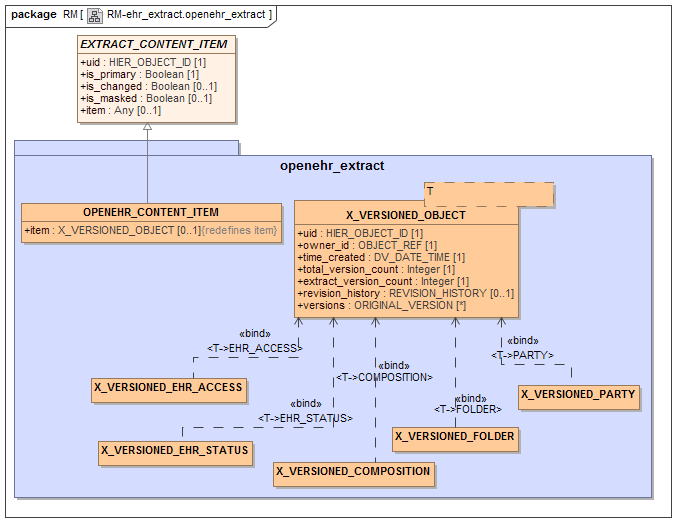 package RM [ RM-ehr_extract.openehr_extract ]
EXTRACT_CONTENT_ITEM
+uid : HIER_OBJECT_ID [1]
+is_primary : Boolean [1]
+is_changed : Boolean [0..1]
+is_masked : Boolean [0..1]
+item : Any [0..1]
openehr_extract
OPENEHR_CONTENT_ITEM
+item : X_VERSIONED_OBJECT [0..1]{redefines item}
T
X_VERSIONED_OBJECT
+uid : HIER_OBJECT_ID [1]
+owner_id : OBJECT_REF [1]
+time_created : DV_DATE_TIME [1]
+total_version_count : Integer [1]
+extract_version_count : Integer [1]
+revision_history : REVISION_HISTORY [0..1]
+versions : ORIGINAL_VERSION [*]
«bind»
<T->EHR_ACCESS>
«bind»
<T->PARTY>
«bind»
<T->COMPOSITION>
X_VERSIONED_EHR_ACCESS
X_VERSIONED_PARTY
«bind»
<T->EHR_STATUS>
«bind»
<T->FOLDER>
X_VERSIONED_EHR_STATUS
X_VERSIONED_FOLDER
X_VERSIONED_COMPOSITION